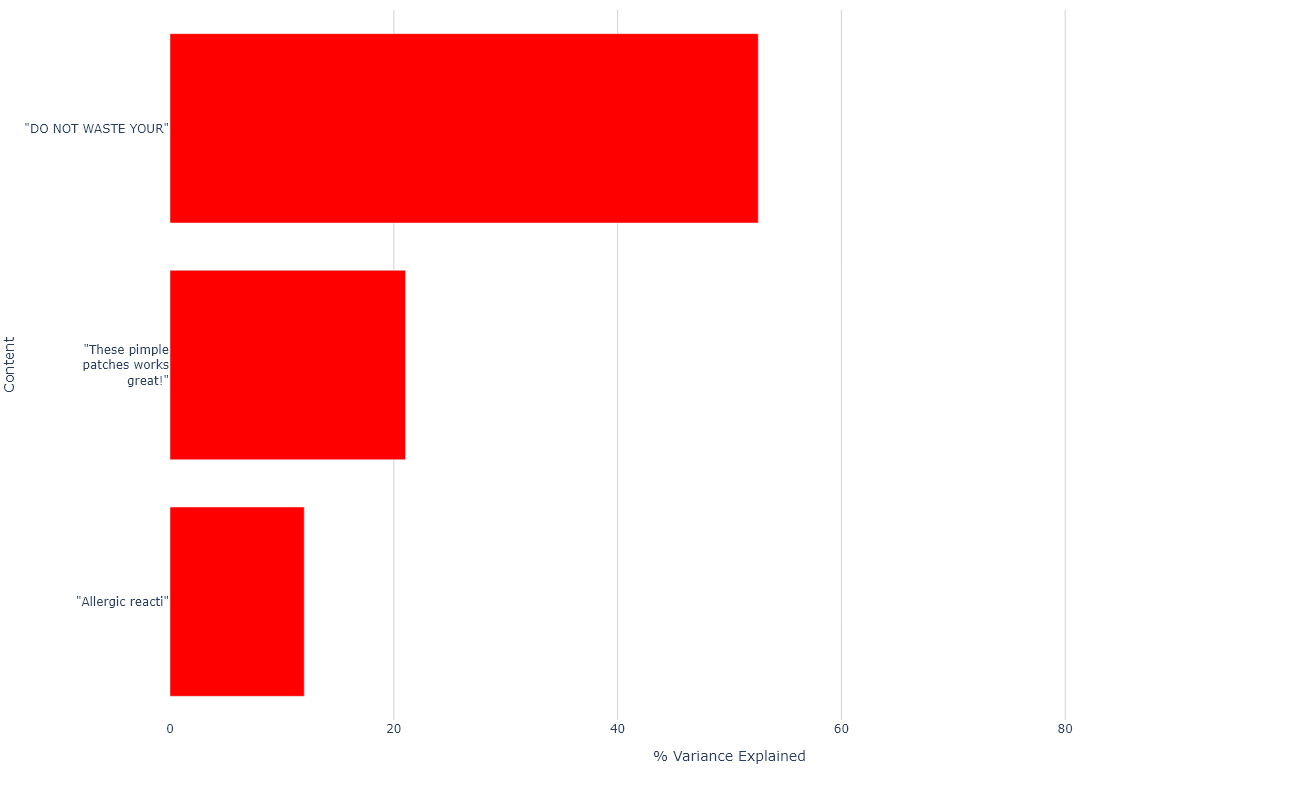 "DO NOT WASTE YOUR"
"These pimple
patches works
great!"
Content
"Allergic reacti"
0
20
40
60
80
% Variance Explained